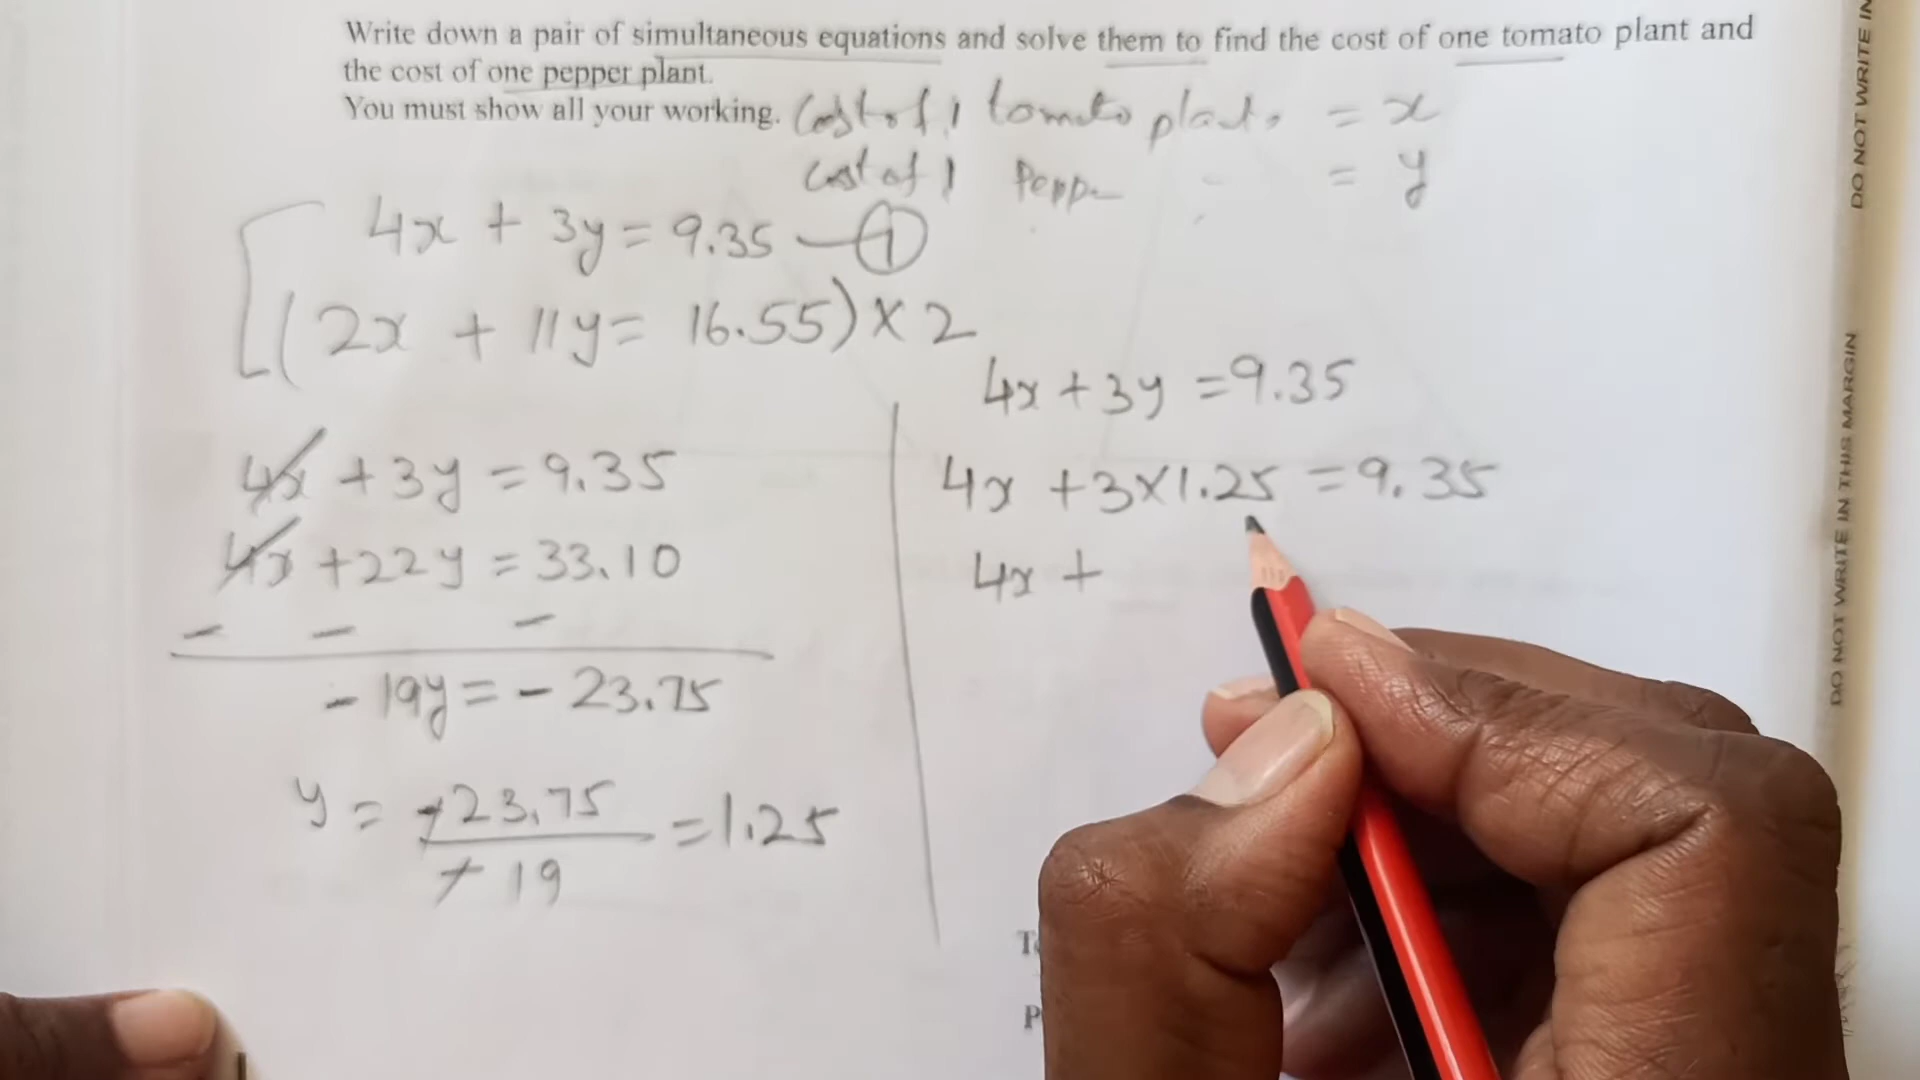 Write down a pair of simultaneous equations and solve them to find the cost of one tomato plant and
the cost of one pepper plant.
You must show all your working.
Cost of 1 tomato plant = x
Cost of 1 = y
4x + 3y = 9.35 — 1
(2x + 11y = 16.55) × 2
4x + 3y = 9.35
4x + 22y = 33.10
- - -
- 19y = - 23.75
y = -23.75 / -19 = 1.25
4x + 3y = 9.35
4x + 3 × 1.25 = 9.35
4x +
DO NOT WRITE IN
DO NOT WRITE IN THIS MARGIN